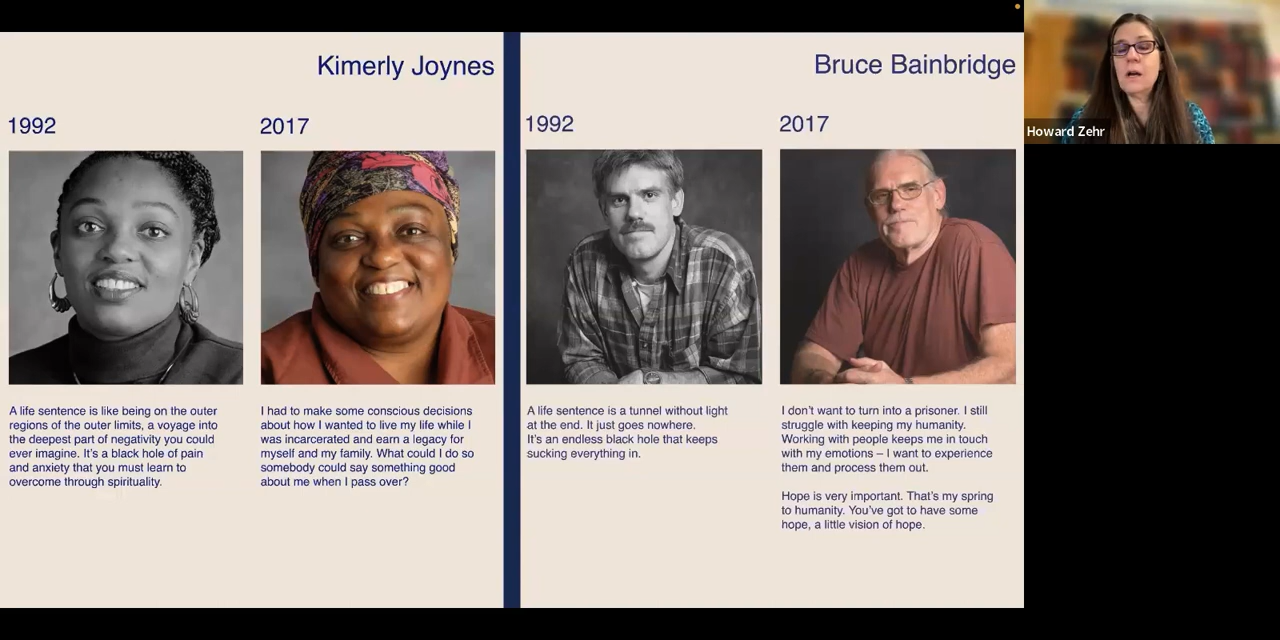 Kimerly Joynes
1992
2017
A life sentence is like being on the outer
regions of the outer limits, a voyage into
the deepest part of negativity you could
ever imagine. It's a black hole of pain
and anxiety that you must learn to
overcome through spirituality.
I had to make some conscious decisions
about how I wanted to live my life while I
was incarcerated and earn a legacy for
myself and my family. What could I do so
somebody could say something good
about me when I pass over?
Bruce Bainbridge
1992
2017
A life sentence is a tunnel without light
at the end. It just goes nowhere.
It's an endless black hole that keeps
sucking everything in.
I don't want to turn into a prisoner. I still
struggle with keeping my humanity.
Working with people keeps me in touch
with my emotions – I want to experience
them and process them out.
Hope is very important. That's my spring
to humanity. You've got to have some
hope, a little vision of hope.
Howard Zehr